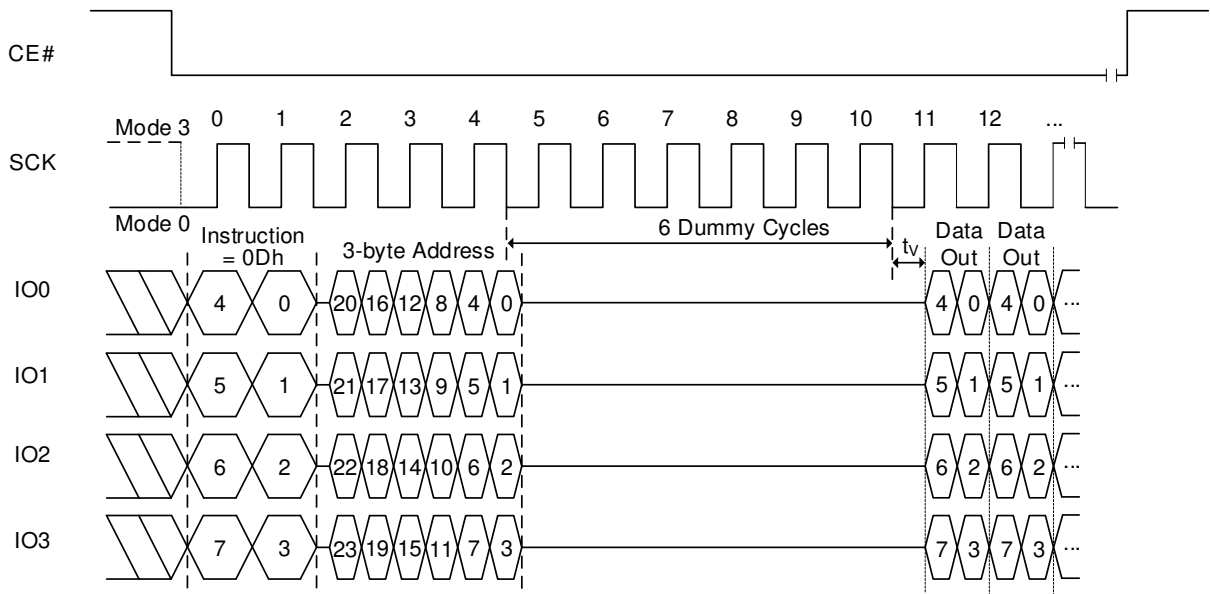 CE#
0 1 2 3 4 5 6 7 8 9 10 11 12 ...
Mode 3
SCK
Mode 0
Instruction
= 0Dh
3-byte Address
6 Dummy Cycles
tV
Data
Out
Data
Out
IO0 4 0 20 16 12 8 4 0 4 0 4 0 ...
IO1 5 1 21 17 13 9 5 1 5 1 5 1 ...
IO2 6 2 22 18 14 10 6 2 6 2 6 2 ...
IO3 7 3 23 19 15 11 7 3 7 3 7 3 ...